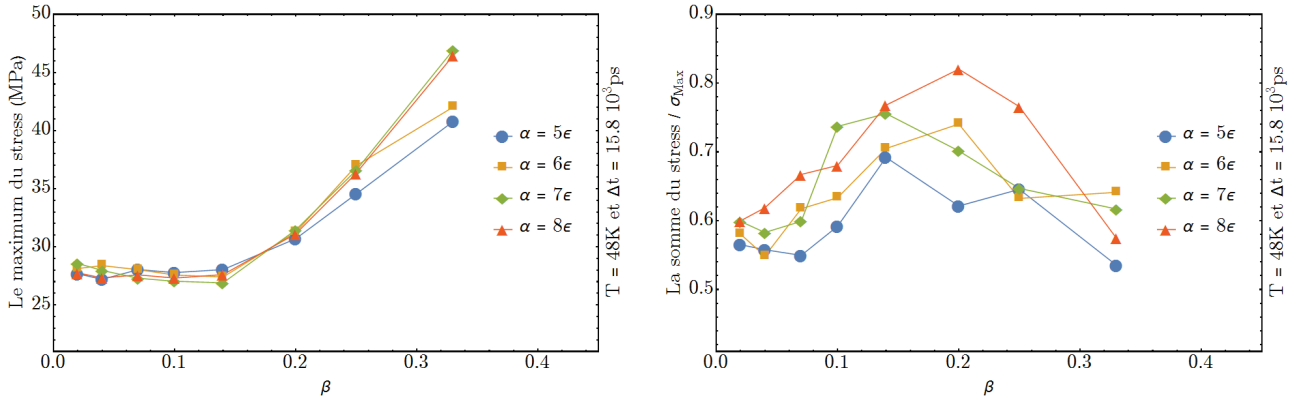 Le maximum du stress (MPa)
50
45
40
35
30
25
0.0
0.1
0.2
0.3
0.4
β
α = 5ϵ
α = 6ϵ
α = 7ϵ
α = 8ϵ
T = 48K et Δt = 15.8 10³ps
La somme du stress / σMax
0.9
0.8
0.7
0.6
0.5
0.0
0.1
0.2
0.3
0.4
β
α = 5ϵ
α = 6ϵ
α = 7ϵ
α = 8ϵ
T = 48K et Δt = 15.8 10³ps